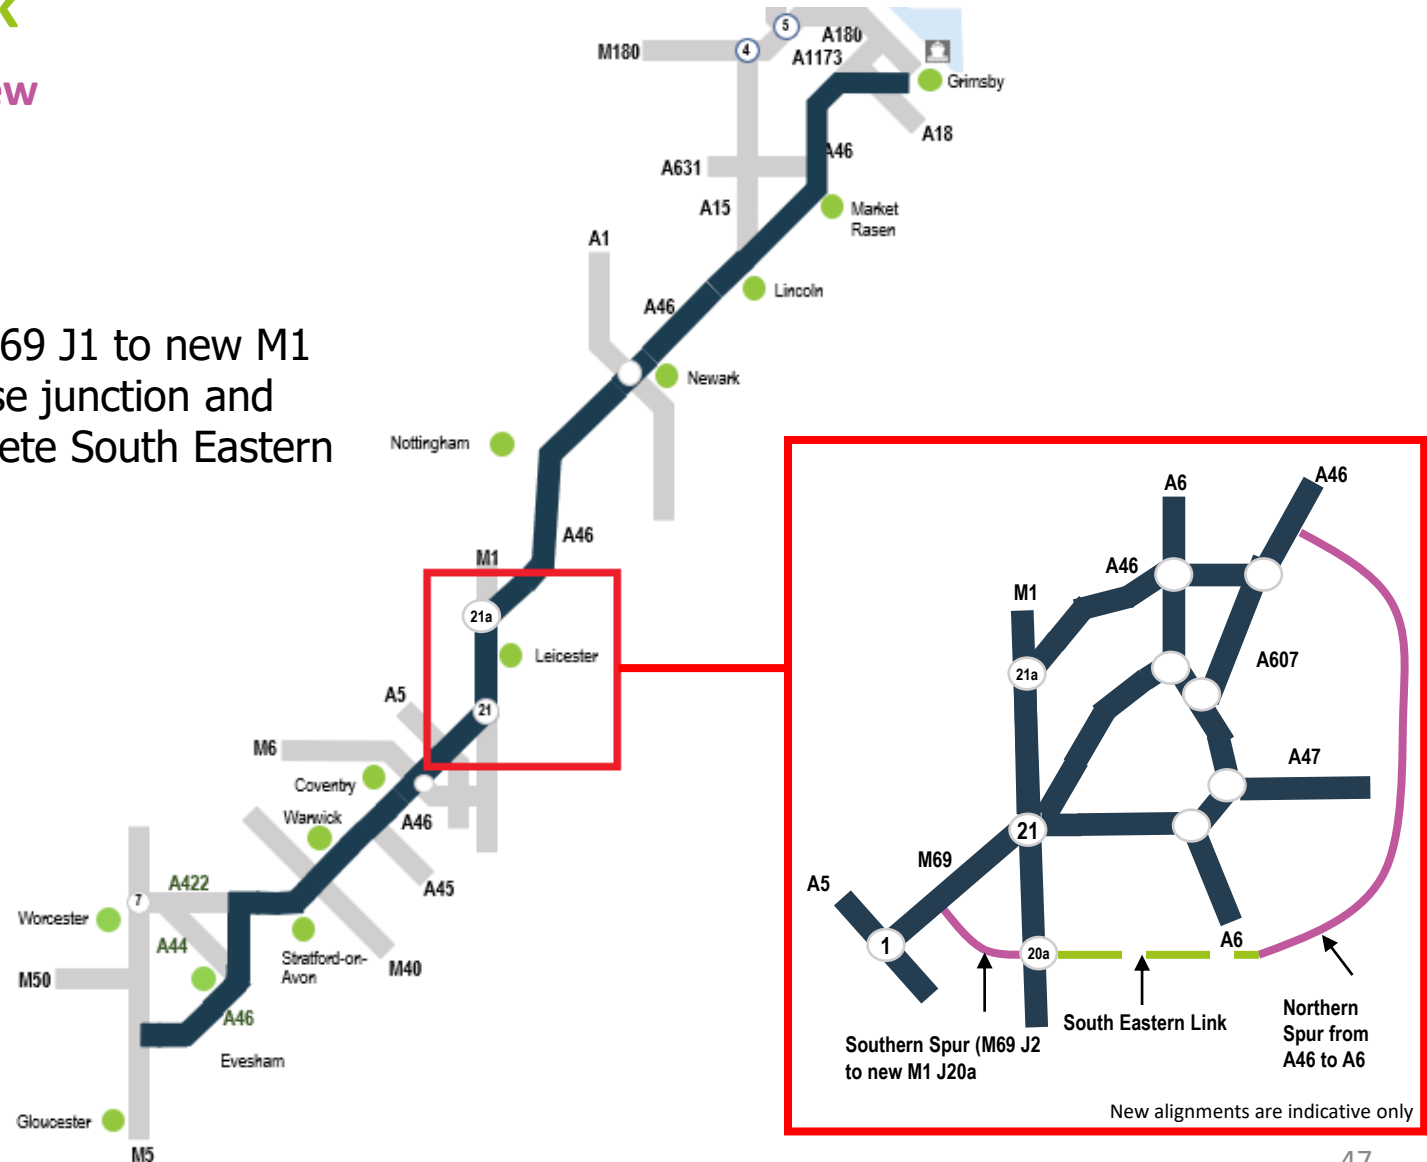 ew
69 J1 to new M1
se junction and
ete South Eastern
5
A180
M180
4
A1173
Grimsby
A18
A46
A631
A15
Market
Rasen
A1
Lincoln
A46
Newark
Nottingham
A46
M1
21a
Leicester
A5
21
M6
Coventry
Warwick
A46
A45
A422
7
Worcester
A44
Stratford-on-
Avon
M40
M50
A46
Evesham
Gloucester
M5
A6
A46
A46
M1
A607
21a
A47
21
M69
A5
1
A6
20a
South Eastern Link
Northern
Spur from
A46 to A6
Southern Spur (M69 J2
to new M1 J20a
New alignments are indicative only
47